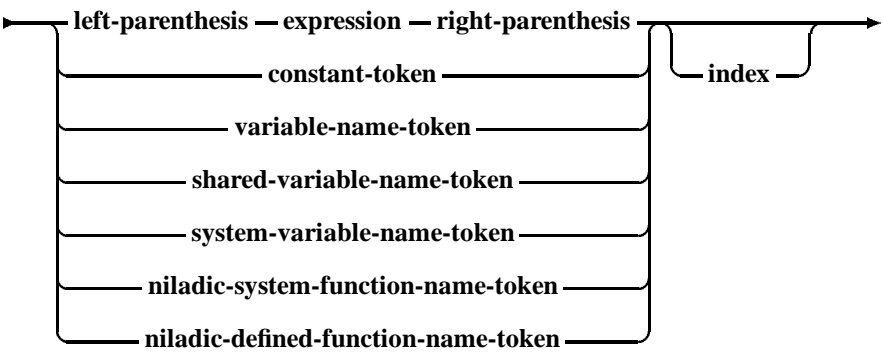 left-parenthesis expression right-parenthesis
constant-token index
variable-name-token
shared-variable-name-token
system-variable-name-token
niladic-system-function-name-token
niladic-defined-function-name-token